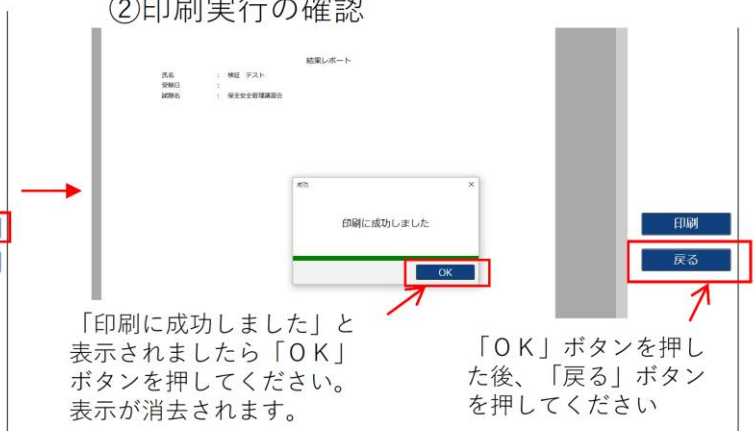 ②印刷実行の確認
結果レポート
氏名 : 検証 テスト
受験日 :
試験名 : 保全安全管理講習会
成功 ×
印刷に成功しました
OK
印刷
戻る
「印刷に成功しました」と
表示されましたら「ＯＫ」
ボタンを押してください。
表示が消去されます。
「ＯＫ」ボタンを押し
た後、「戻る」ボタン
を押してください